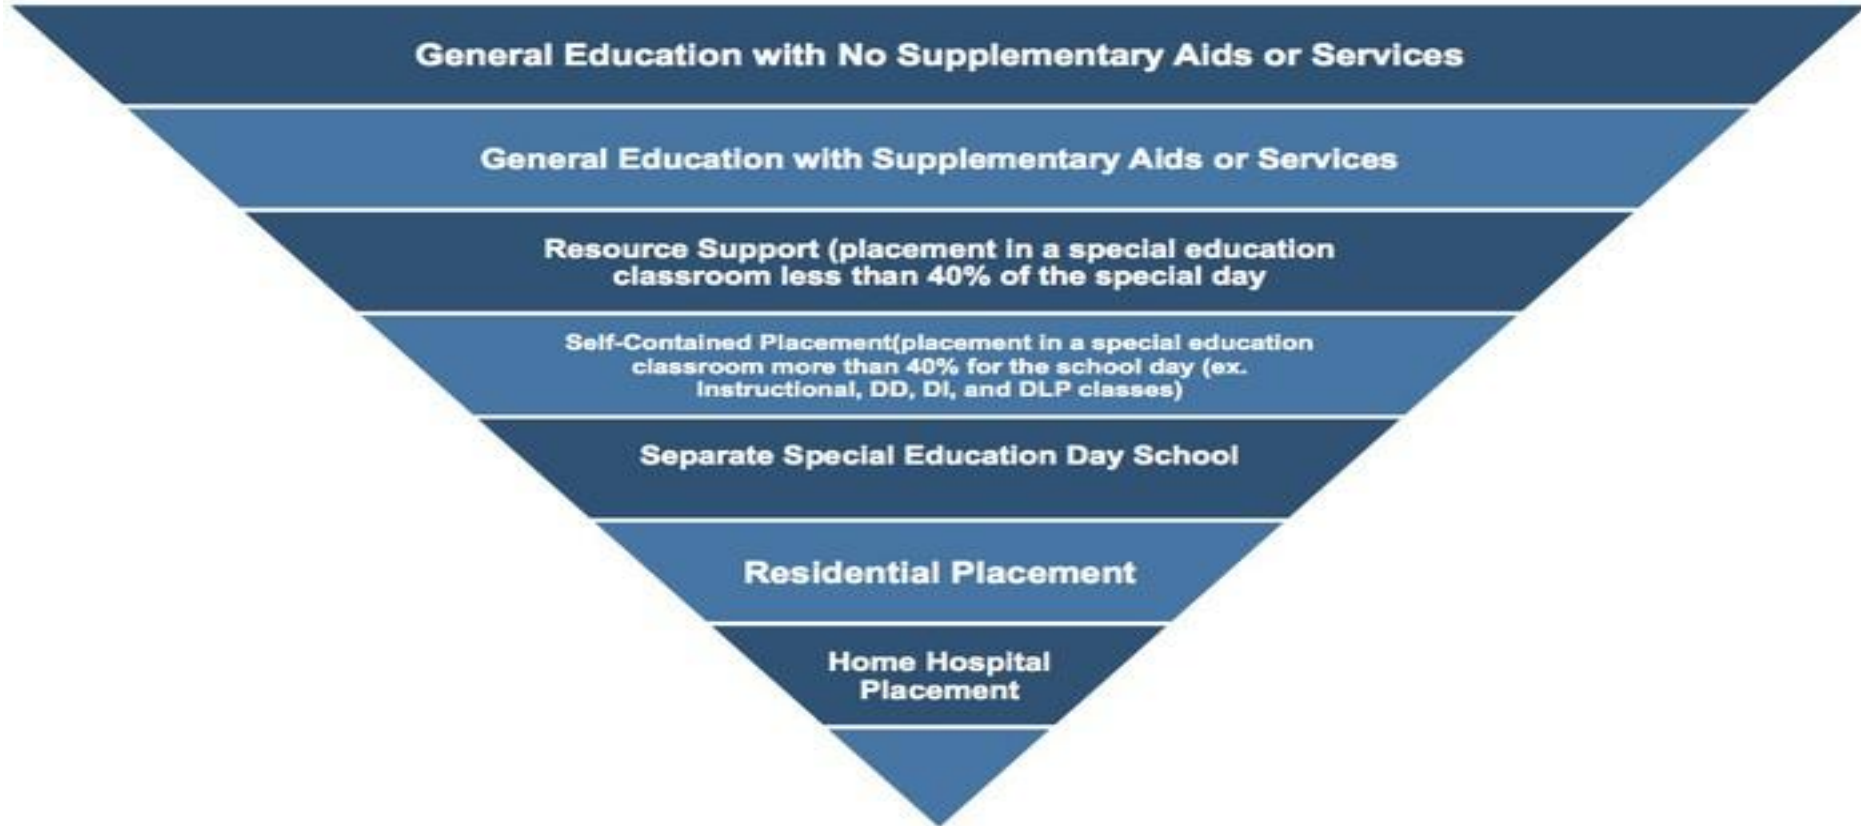 General Education with No Supplementary Aids or Services
General Education with Supplementary Aids or Services
Resource Support (placement in a special education
classroom less than 40% of the special day
Self-Contained Placement(placement in a special education
classroom more than 40% for the school day (ex.
Instructional, DD, DI, and DLP classes)
Separate Special Education Day School
Residential Placement
Home Hospital
Placement